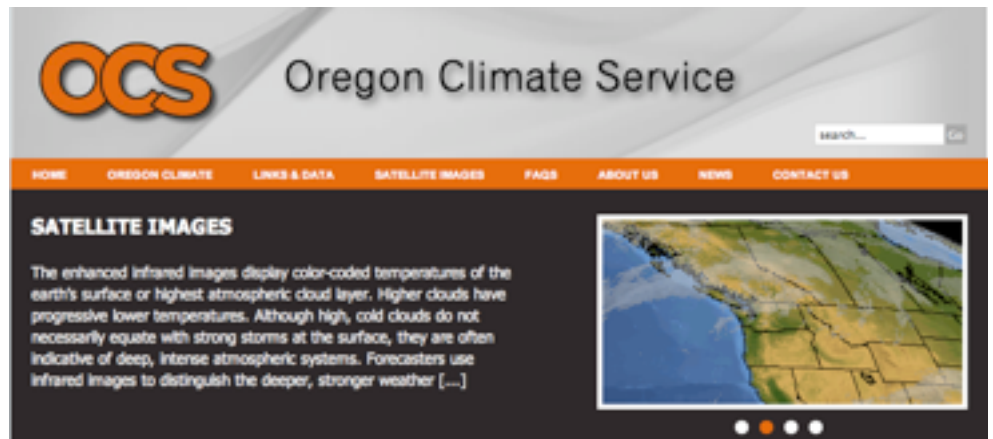 OCS
Oregon Climate Service
search...
Go
HOME OREGON CLIMATE LINKS & DATA SATELLITE IMAGES FAQS ABOUT US NEWS CONTACT US
SATELLITE IMAGES
The enhanced infrared images display color-coded temperatures of the
earth's surface or highest atmospheric cloud layer. Higher clouds have
progressive lower temperatures. Although high, cold clouds do not
necessarily equate with strong storms at the surface, they are often
indicative of deep, intense atmospheric systems. Forecasters use
infrared images to distinguish the deeper, stronger weather [....]